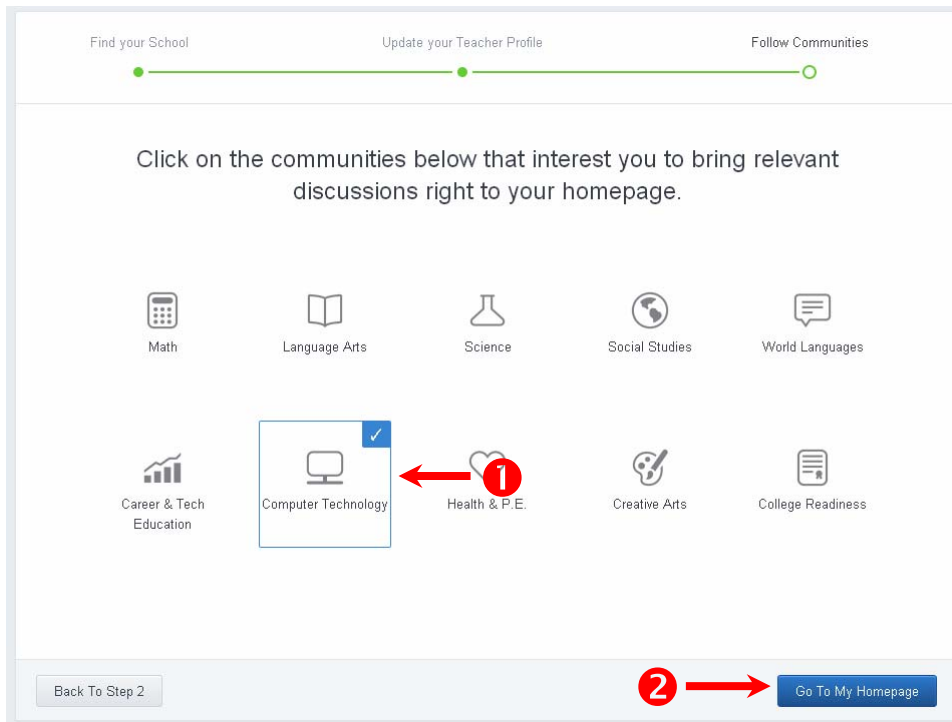 Find your School Update your Teacher Profile Follow Communities
Click on the communities below that interest you to bring relevant
discussions right to your homepage.
Math Language Arts Science Social Studies World Languages
1
Career & Tech Education Computer Technology Health & P.E. Creative Arts College Readiness
Back To Step 2 2 Go To My Homepage